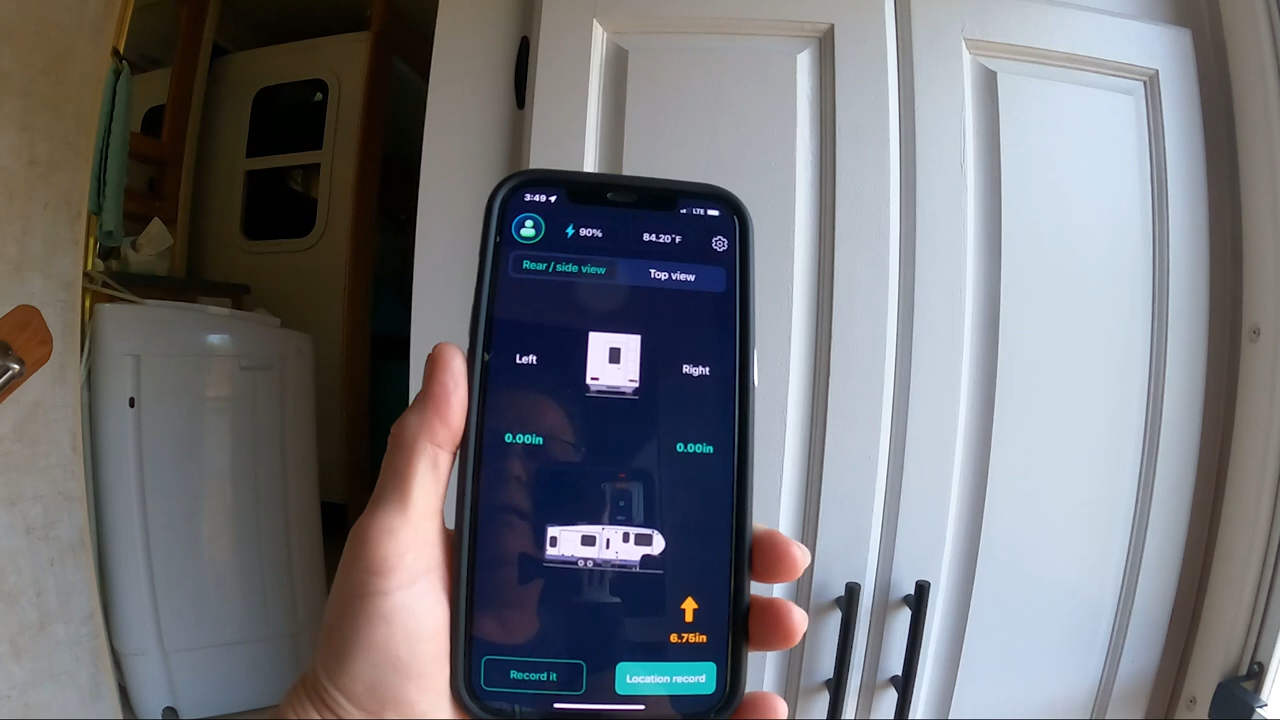 3:49 LTE
90% 84.20°F
Rear / side view Top view
Left Right
0.00in 0.00in
6.75in
Record it Location record